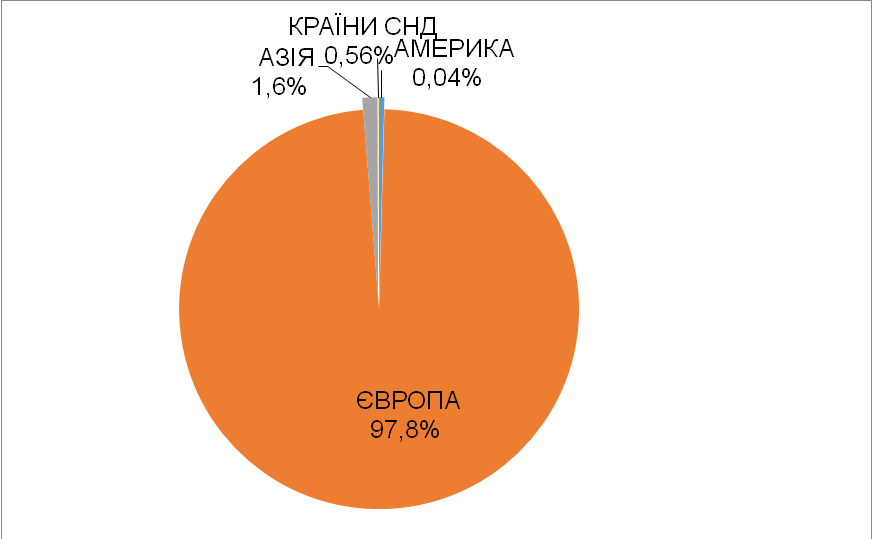 КРАЇНИ СНД
0,56%
АЗІЯ
1,6%
АМЕРИКА
0,04%
ЄВРОПА
97,8%